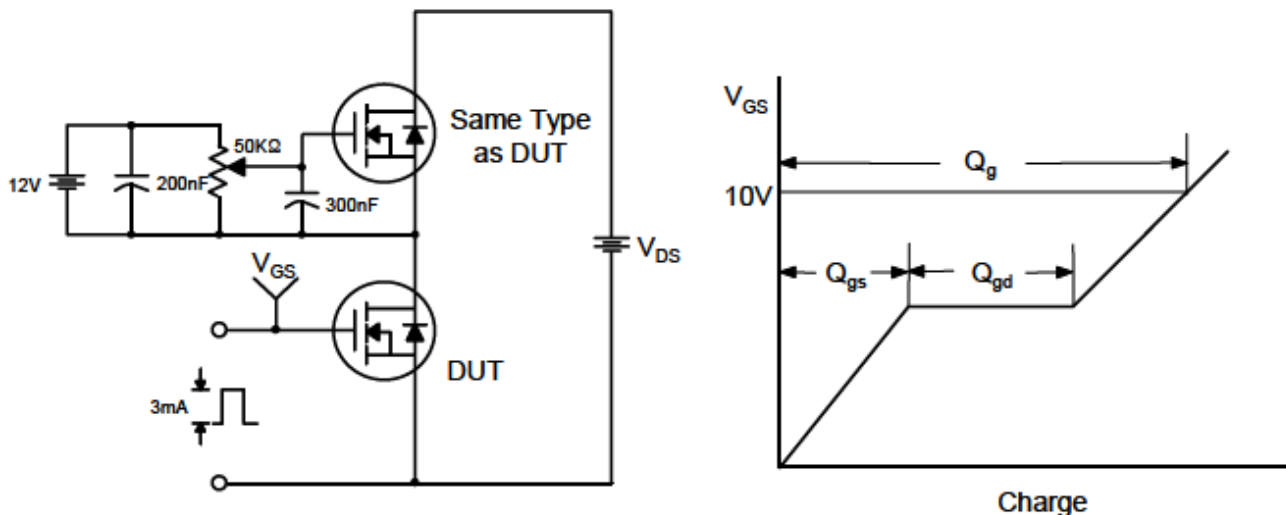 12V
200nF
50KΩ
300nF
Same Type
as DUT
V_GS
3mA
DUT
V_DS
V_GS
10V
Q_g
Q_gs
Q_gd
Charge